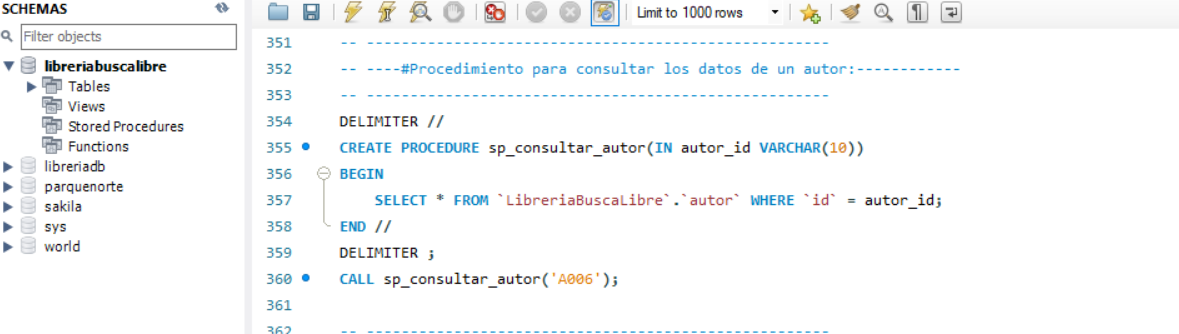 SCHEMAS
Filter objects
libreriabuscalibre
Tables
Views
Stored Procedures
Functions
libreriadb
parquenorte
sakila
sys
world
Limit to 1000 rows
351 -- -----------------------------------------------------
352 -- ----#Procedimiento para consultar los datos de un autor:------------
353 -- -----------------------------------------------------
354 DELIMITER //
355 CREATE PROCEDURE sp_consultar_autor(IN autor_id VARCHAR(10))
356 BEGIN
357 SELECT * FROM `LibreriaBuscaLibre`.`autor` WHERE `id` = autor_id;
358 END //
359 DELIMITER ;
360 CALL sp_consultar_autor('A006');
361
362 -- -----------------------------------------------------